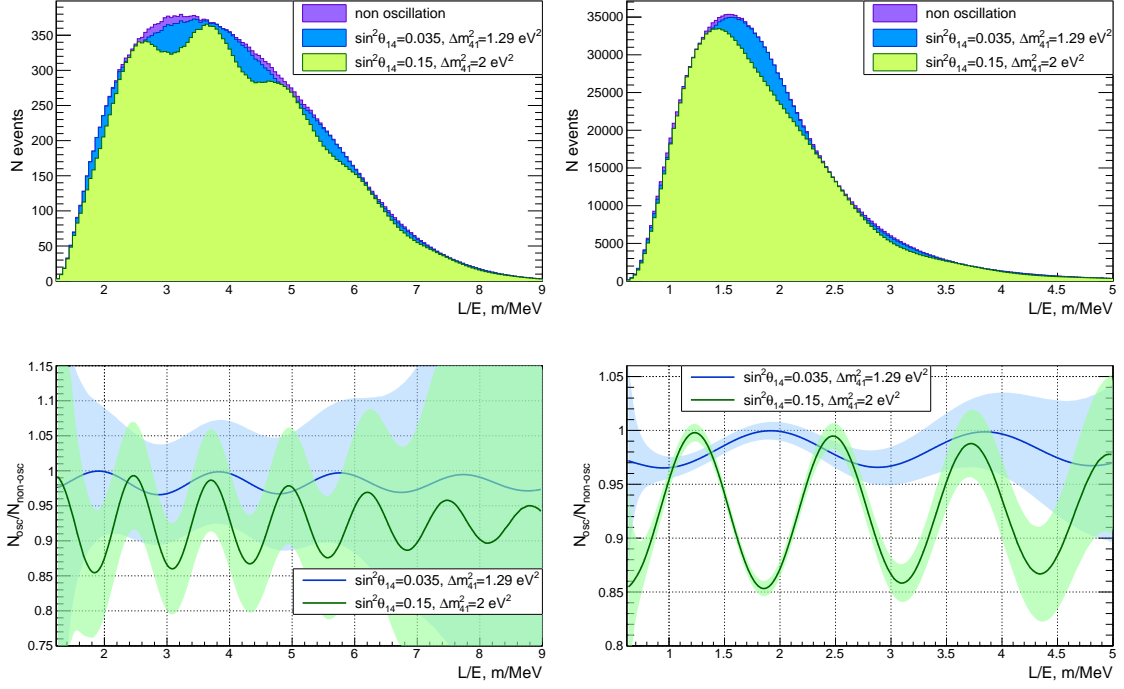 350
300
250
200
150
100
50
0
N events
non oscillation
sin²θ₁₄=0.035, Δm²₄₁=1.29 eV²
sin²θ₁₄=0.15, Δm²₄₁=2 eV²
2 3 4 5 6 7 8 9
L/E, m/MeV
35000
30000
25000
20000
15000
10000
5000
0
N events
non oscillation
sin²θ₁₄=0.035, Δm²₄₁=1.29 eV²
sin²θ₁₄=0.15, Δm²₄₁=2 eV²
1 1.5 2 2.5 3 3.5 4 4.5 5
L/E, m/MeV
1.15
1.1
1.05
1
0.95
0.9
0.85
0.8
0.75
N_osc/N_non-osc
sin²θ₁₄=0.035, Δm²₄₁=1.29 eV²
sin²θ₁₄=0.15, Δm²₄₁=2 eV²
2 3 4 5 6 7 8 9
L/E, m/MeV
1.05
1
0.95
0.9
0.85
0.8
N_osc/N_non-osc
sin²θ₁₄=0.035, Δm²₄₁=1.29 eV²
sin²θ₁₄=0.15, Δm²₄₁=2 eV²
1 1.5 2 2.5 3 3.5 4 4.5 5
L/E, m/MeV